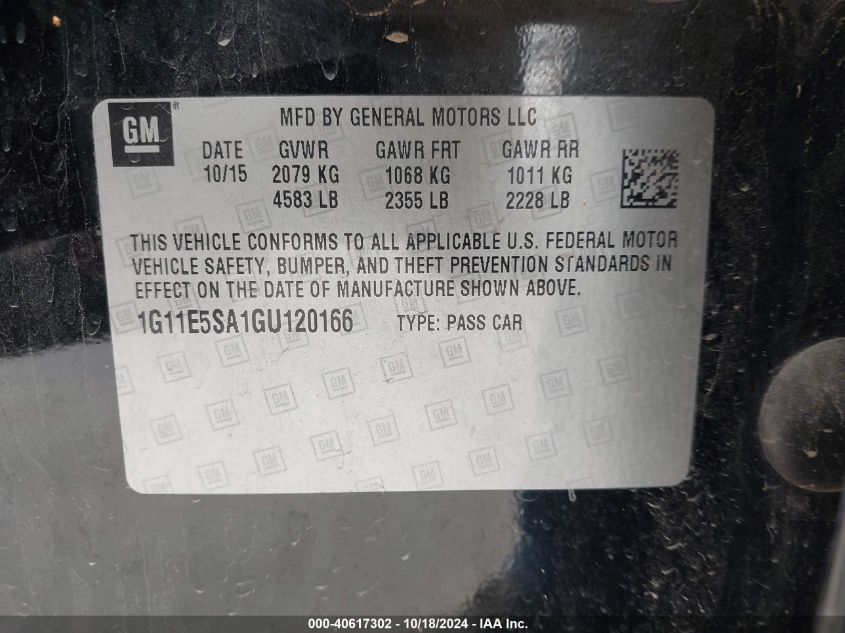 GM ®
MFD BY GENERAL MOTORS LLC
DATE GVWR GAWR FRT GAWR RR
10/15 2079 KG 1068 KG 1011 KG
4583 LB 2355 LB 2228 LB
THIS VEHICLE CONFORMS TO ALL APPLICABLE U.S. FEDERAL MOTOR
VEHICLE SAFETY, BUMPER, AND THEFT PREVENTION STANDARDS IN
EFFECT ON THE DATE OF MANUFACTURE SHOWN ABOVE.
1G11E5SA1GU120166 TYPE: PASS CAR
000-40617302 - 10/18/2024 - Copyright © 2024 IAA, Inc.